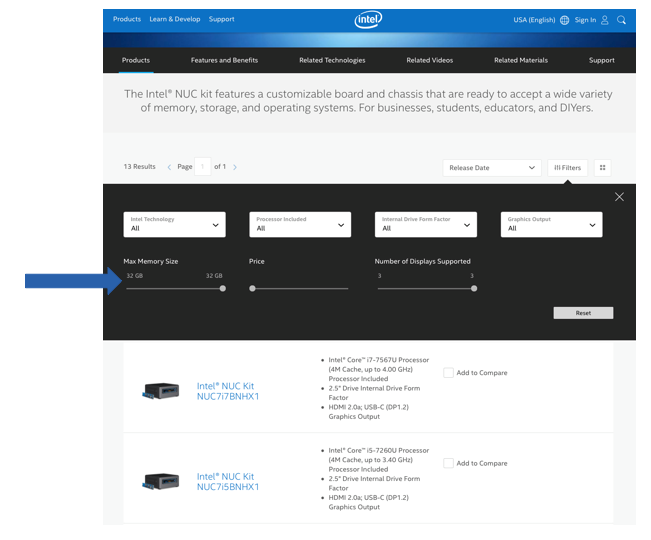 Products Learn & Develop Support
intel
USA (English) Sign In
Products Features and Benefits Related Technologies Related Videos Related Materials Support
The Intel® NUC kit features a customizable board and chassis that are ready to accept a wide variety
of memory, storage, and operating systems. For businesses, students, educators, and DIYers.
13 Results Page 1 of 1
Release Date
Filters
Intel Technology
All
Processor Included
All
Internal Drive Form Factor
All
Graphics Output
All
Max Memory Size
32 GB 32 GB
Price
Number of Displays Supported
3 3
Reset
Intel® NUC Kit
NUC7i7BNHX1
• Intel® Core™ i7-7567U Processor
(4M Cache, up to 4.00 GHz)
Processor Included
• 2.5" Drive Internal Drive Form
Factor
• HDMI 2.0a; USB-C (DP1.2)
Graphics Output
Add to Compare
Intel® NUC Kit
NUC7i5BNHX1
• Intel® Core™ i5-7260U Processor
(4M Cache, up to 3.40 GHz)
Processor Included
• 2.5" Drive Internal Drive Form
Factor
• HDMI 2.0a; USB-C (DP1.2)
Graphics Output
Add to Compare